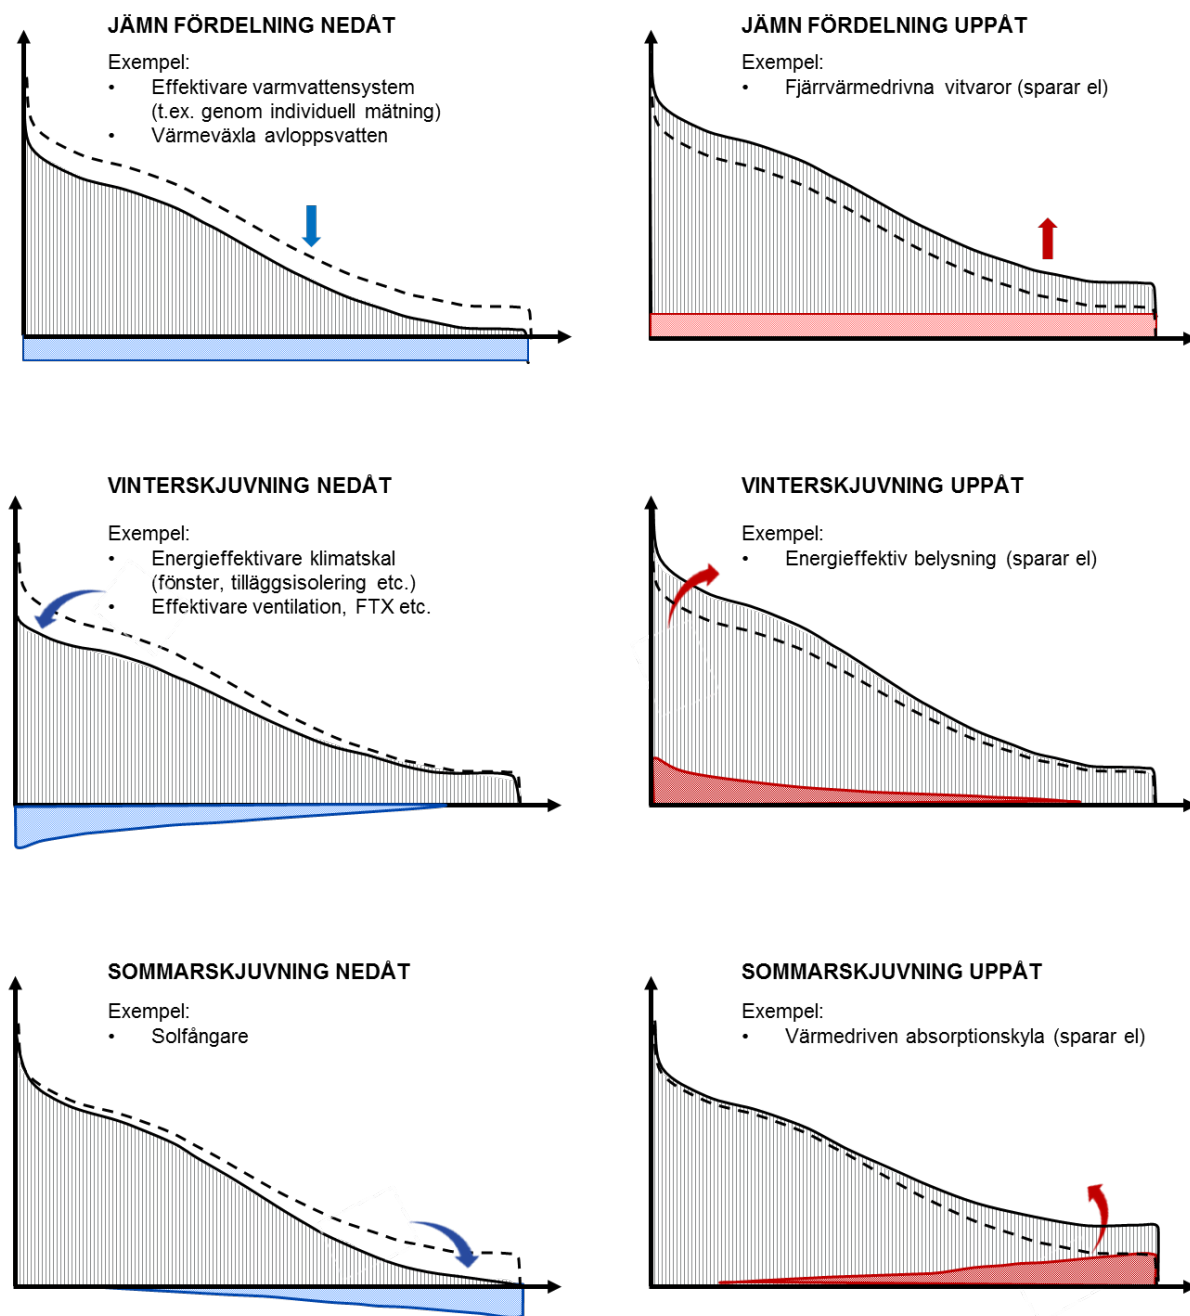 JÄMN FÖRDELNING NEDÅT
Exempel:
• Effektivare varmvattensystem
(t.ex. genom individuell mätning)
• Värmeväxla avloppsvatten
JÄMN FÖRDELNING UPPÅT
Exempel:
• Fjärrvärmedrivna vitvaror (sparar el)
VINTERSKJUVNING NEDÅT
Exempel:
• Energieffektivare klimatskal
(fönster, tilläggsisolering etc.)
• Effektivare ventilation, FTX etc.
VINTERSKJUVNING UPPÅT
Exempel:
• Energieffektiv belysning (sparar el)
SOMMARSKJUVNING NEDÅT
Exempel:
• Solfångare
SOMMARSKJUVNING UPPÅT
Exempel:
• Värmedriven absorptionskyla (sparar el)